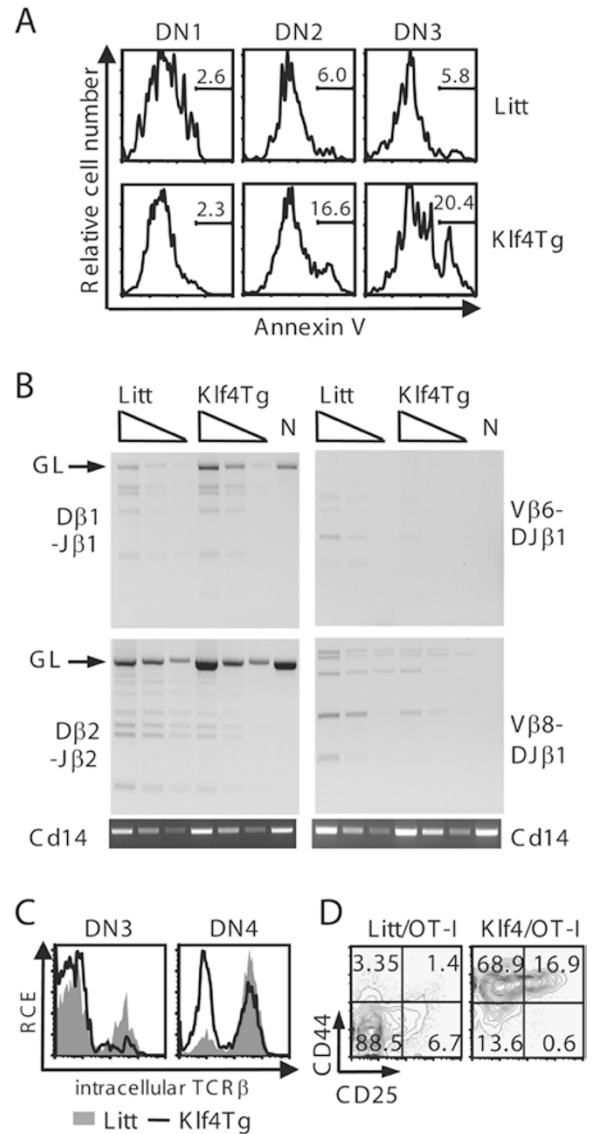 A
DN1 DN2 DN3
2.6 6.0 5.8
Litt
2.3 16.6 20.4
Klf4Tg
Relative cell number
Annexin V
B
Litt Klf4Tg N Litt Klf4Tg N
GL
Dβ1
-Jβ1
Vβ6-
DJβ1
GL
Dβ2
-Jβ2
Vβ8-
DJβ1
Cd14 Cd14
C
DN3 DN4
RCE
intracellular TCRβ
Litt Klf4Tg
D
Litt/OT-I Klf4/OT-I
3.35 1.4 68.9 16.9
88.5 6.7 13.6 0.6
CD44
CD25